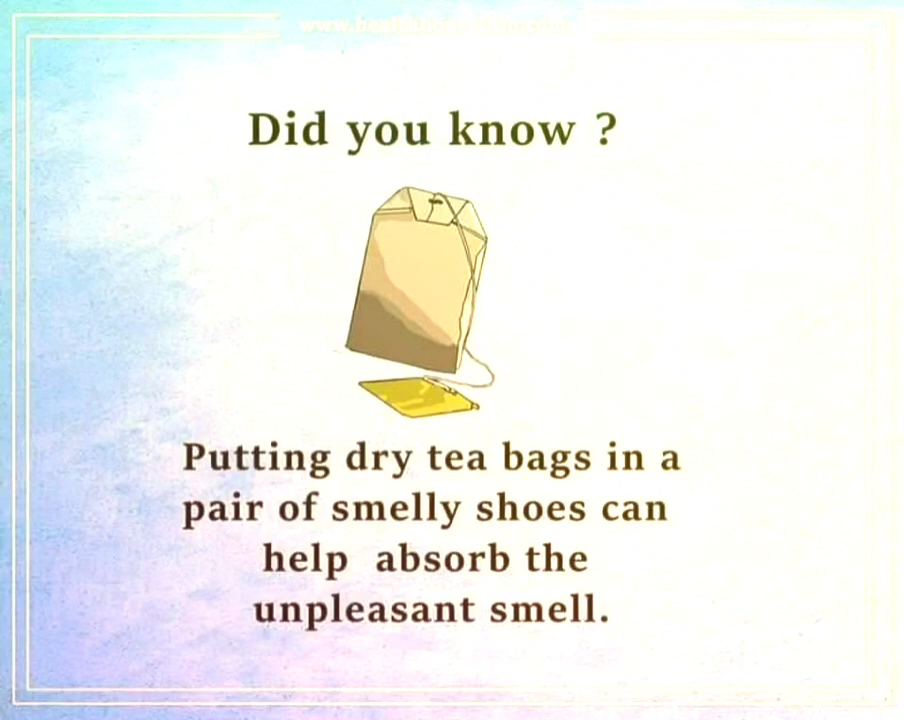 Did you know ?
Putting dry tea bags in a
pair of smelly shoes can
help absorb the
unpleasant smell.